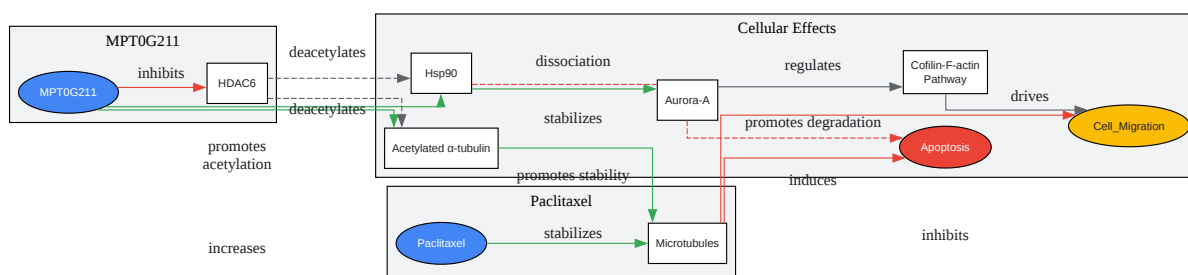 MPT0G211
Cellular Effects
MPT0G211
inhibits
HDAC6
deacetylates
deacetylates
Hsp90
dissociation
stabilizes
Aurora-A
regulates
Cofilin-F-actin
Pathway
drives
Cell_Migration
promotes degradation
Apoptosis
Acetylated α-tubulin
promotes
acetylation
promotes stability
induces
Paclitaxel
Paclitaxel
stabilizes
Microtubules
increases
inhibits